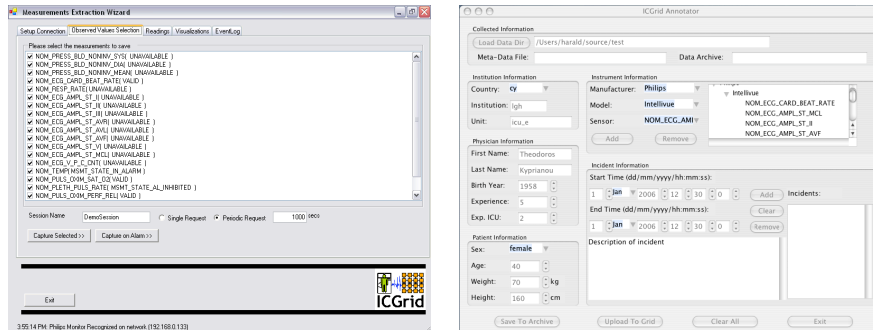 Measurements Extraction Wizard
Setup Connection Observed Values Selection Readings Visualizations EventLog
Please select the measurements to save
NOM_PRESS_BLD_NONINV_SYS( UNAVAILABLE )
NOM_PRESS_BLD_NONINV_DIA( UNAVAILABLE )
NOM_PRESS_BLD_NONINV_MEAN( UNAVAILABLE )
NOM_ECG_CARD_BEAT_RATE( VALID )
NOM_RESP_RATE( UNAVAILABLE )
NOM_ECG_AMPL_ST_I( UNAVAILABLE )
NOM_ECG_AMPL_ST_II( UNAVAILABLE )
NOM_ECG_AMPL_ST_III( UNAVAILABLE )
NOM_ECG_AMPL_ST_AVR( UNAVAILABLE )
NOM_ECG_AMPL_ST_AVL( UNAVAILABLE )
NOM_ECG_AMPL_ST_AVF( UNAVAILABLE )
NOM_ECG_AMPL_ST_V( UNAVAILABLE )
NOM_ECG_AMPL_ST_MCL( UNAVAILABLE )
NOM_ECG_V_P_C_CNT( UNAVAILABLE )
NOM_TEMP( MSMT_STATE_IN_ALARM )
NOM_PULS_OXIM_SAT_O2( VALID )
NOM_PLETH_PULS_RATE( MSMT_STATE_AL_INHIBITED )
NOM_PULS_OXIM_PERF_REL( VALID )
Session Name DemoSession Single Request Periodic Request 1000 secs
Capture Selected >> Capture on Alarm >>
Exit
ICGrid
3:55:14 PM: Philips Monitor Recognized on network (192.168.0.133)
ICGrid Annotator
Collected Information
Load Data Dir /Users/harald/source/test
Meta-Data File: Data Archive:
Institution Information
Country: cy
Institution: lgh
Unit: icu_e
Instrument Information
Manufacturer: Philips
Model: Intellivue
Sensor: NOM_ECG_AMI
Add Remove
Intellivue
NOM_ECG_CARD_BEAT_RATE
NOM_ECG_AMPL_ST_MCL
NOM_ECG_AMPL_ST_II
NOM_ECG_AMPL_ST_AVF
Physician Information
First Name: Theodoros
Last Name: Kyprianou
Birth Year: 1958
Experience: 5
Exp. ICU: 2
Incident Information
Start Time (dd/mm/yyyy/hh:mm:ss):
1 Jan 2006 12 30 0 Add Incidents:
End Time (dd/mm/yyyy/hh:mm:ss): Clear
1 Jan 2006 12 30 0 Remove
Description of incident
Patient Information
Sex: female
Age: 40
Weight: 70 kg
Height: 160 cm
Save To Archive Upload To Grid Clear All Exit